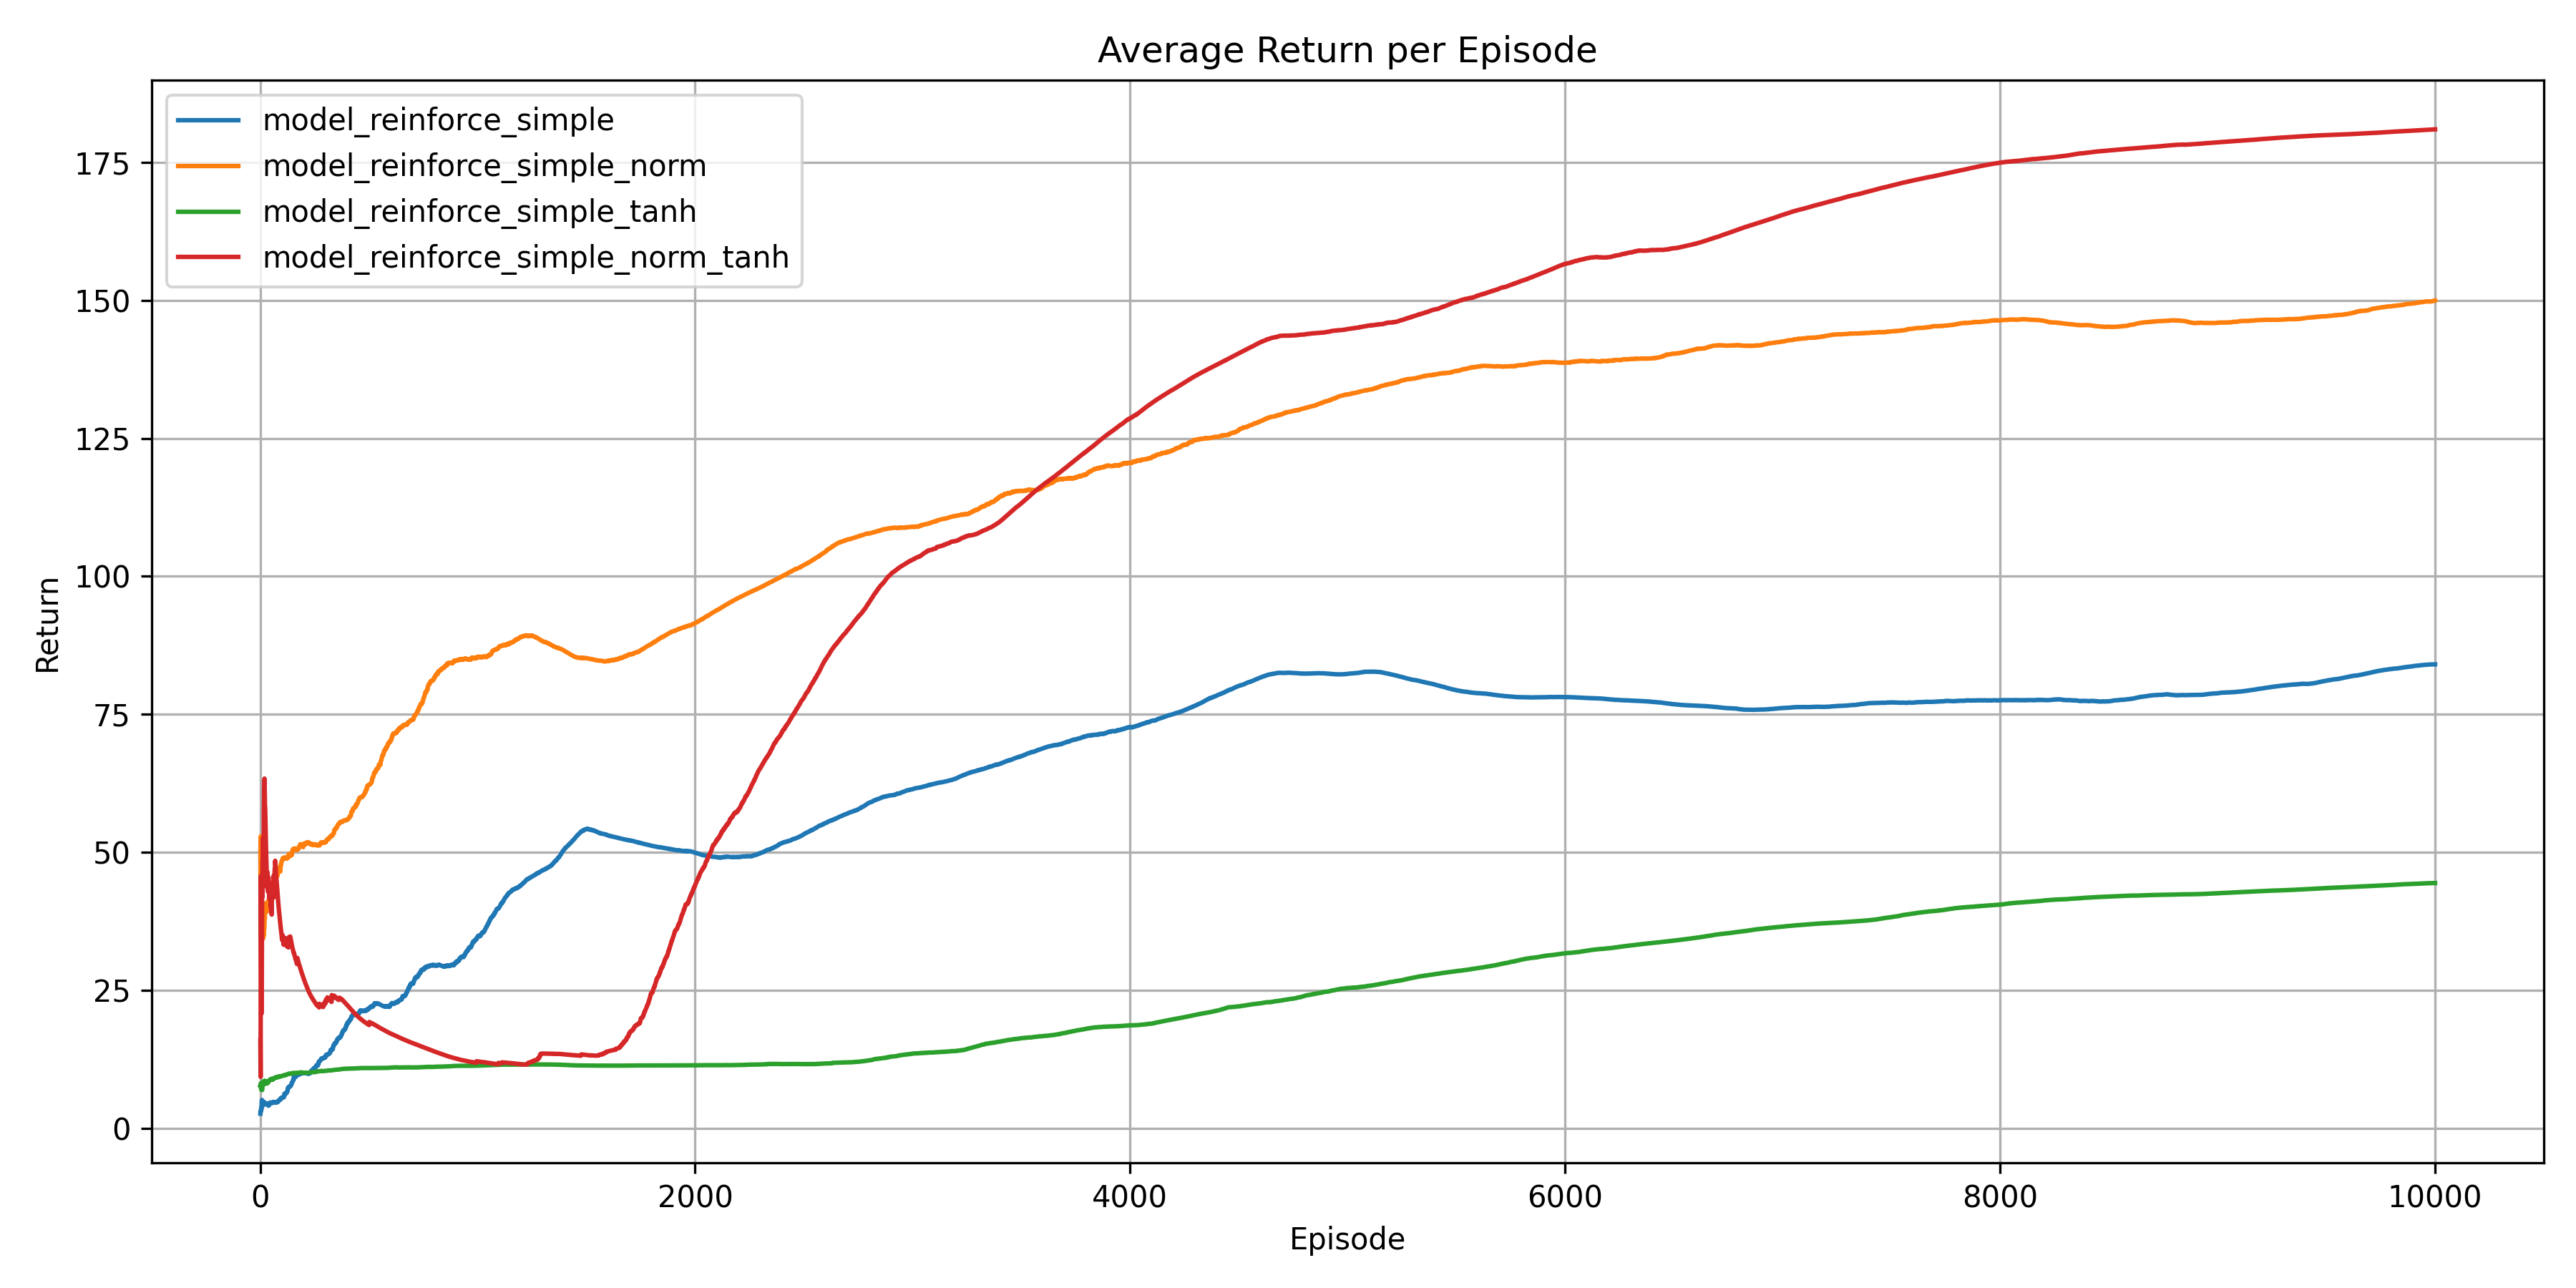 Average Return per Episode
model_reinforce_simple
model_reinforce_simple_norm
model_reinforce_simple_tanh
model_reinforce_simple_norm_tanh
175
150
125
100
75
50
25
0
Return
0 2000 4000 6000 8000 10000
Episode